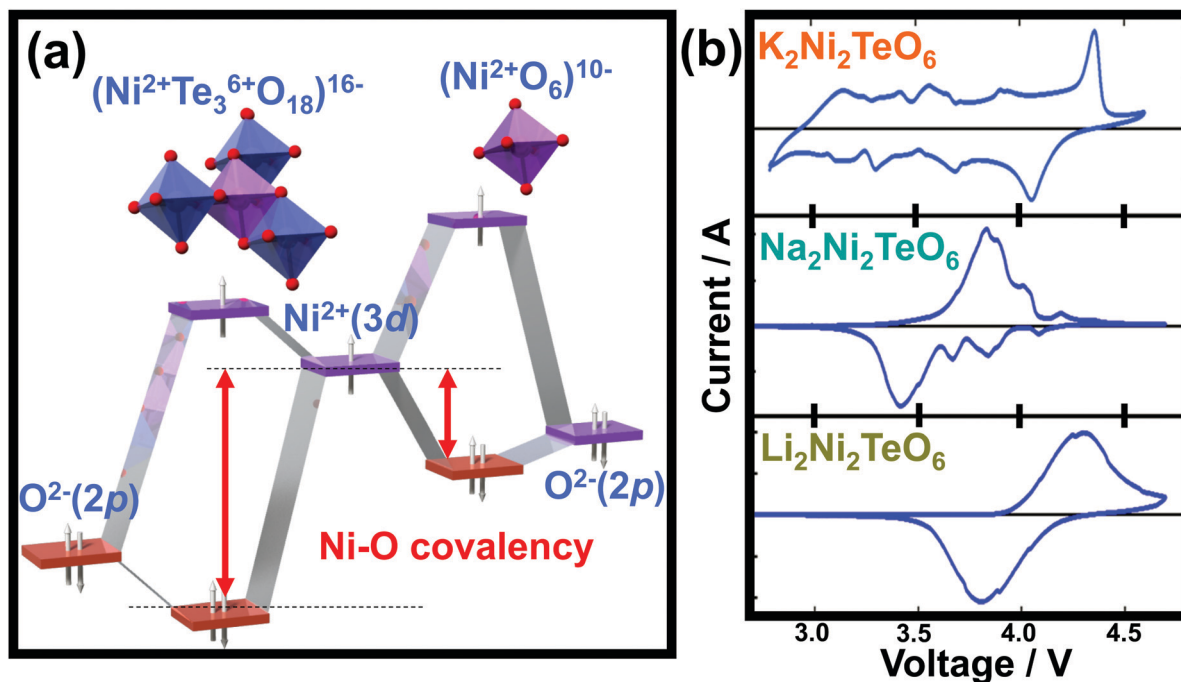 (a)
(Ni²⁺Te₃⁶⁺O₁₈)¹⁶⁻
(Ni²⁺O₆)¹⁰⁻
Ni²⁺(3d)
O²⁻(2p)
O²⁻(2p)
Ni-O covalency
(b)
K₂Ni₂TeO₆
Na₂Ni₂TeO₆
Li₂Ni₂TeO₆
Current / A
3.0 3.5 4.0 4.5
Voltage / V